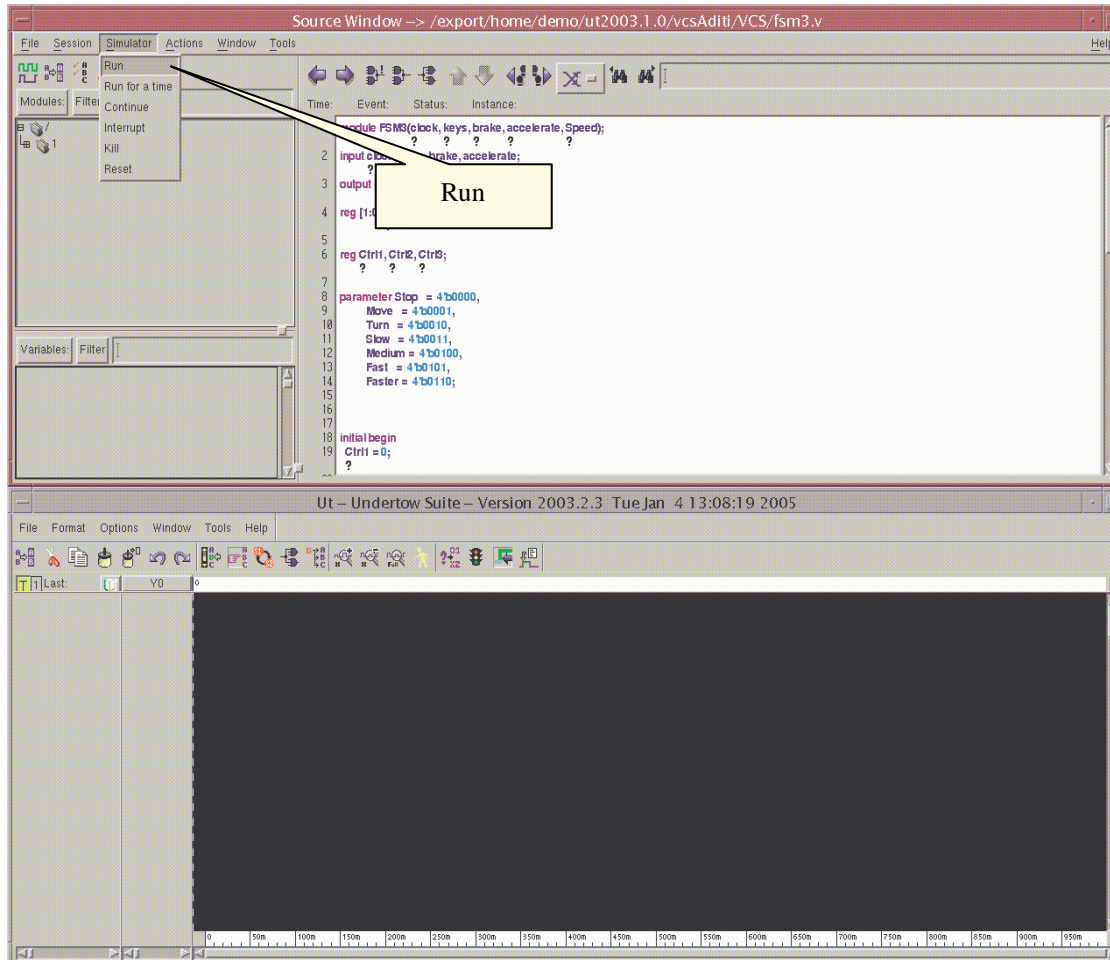 Source Window –> /export/home/demo/ut2003.1.0/vcsAditi/VCS/fsm3.v
File Session Simulator Actions Window Tools Help
Run
Run for a time
Continue
Interrupt
Kill
Reset
Modules: Filter
/
1
Time: Event: Status: Instance:
FSM3(clock, keys, brake, accelerate, Speed);
? ? ? ? ?
2 input brake, accelerate;
?
3 output
4 reg
5
6 reg Ctrl1, Ctrl2, Ctrl3;
? ? ?
7
8 parameter Stop = 4'b0000,
9 Move = 4'b0001,
10 Turn = 4'b0010,
11 Slow = 4'b0011,
12 Medium = 4'b0100,
13 Fast = 4'b0101,
14 Faster = 4'b0110;
15
16
17
18 initial begin
19 Ctrl1 = 0;
?
Run
Variables: Filter
Ut – Undertow Suite – Version 2003.2.3 Tue Jan 4 13:08:19 2005
File Format Options Window Tools Help
T 1 Last: Y0 0
0 50m 100m 150m 200m 250m 300m 350m 400m 450m 500m 550m 600m 650m 700m 750m 800m 850m 900m 950m